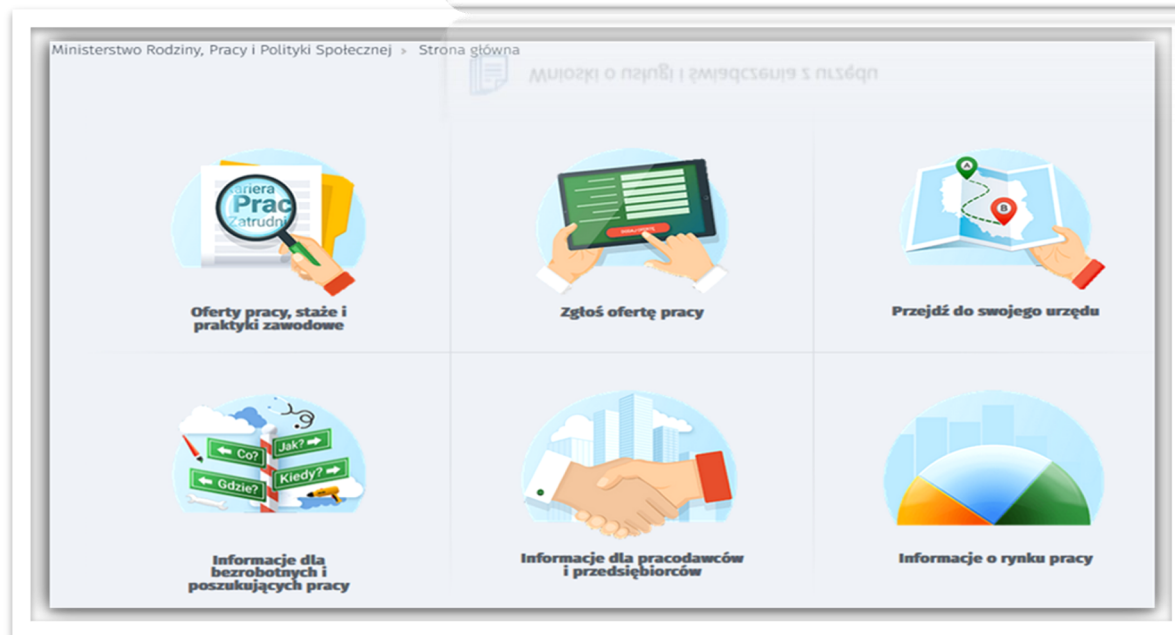 Ministerstwo Rodziny, Pracy i Polityki Społecznej » Strona główna
Wnioski o usługi i świadczenia z urzędu
ariera
Prac
Zatrudni
A
B
Oferty pracy, staże i
praktyki zawodowe
Zgłoś ofertę pracy
Przejdź do swojego urzędu
Co?
Jak?
Gdzie?
Kiedy?
Informacje dla
bezrobotnych i
poszukujących pracy
Informacje dla pracodawców
i przedsiębiorców
Informacje o rynku pracy